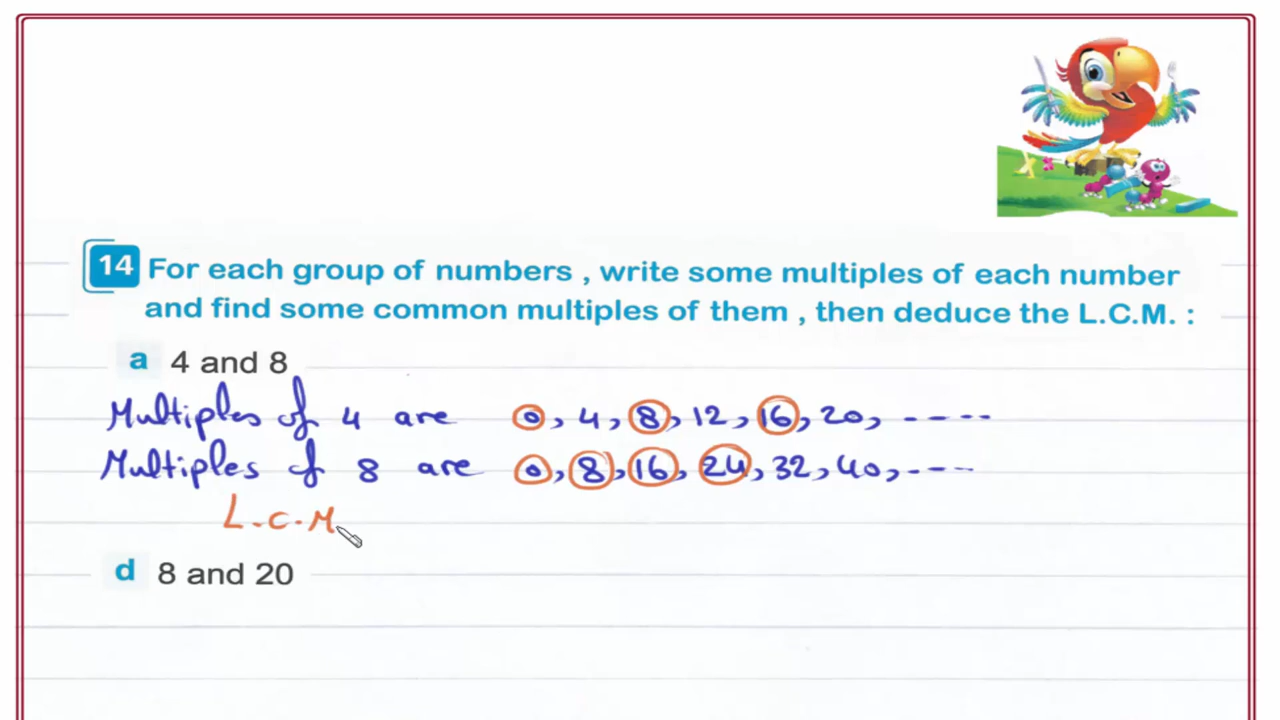 14 For each group of numbers , write some multiples of each number
and find some common multiples of them , then deduce the L.C.M. :
a 4 and 8
Multiples of 4 are 0, 4, 8, 12, 16, 20, ----
Multiples of 8 are 0, 8, 16, 24, 32, 40, ----
L.C.M
d 8 and 20